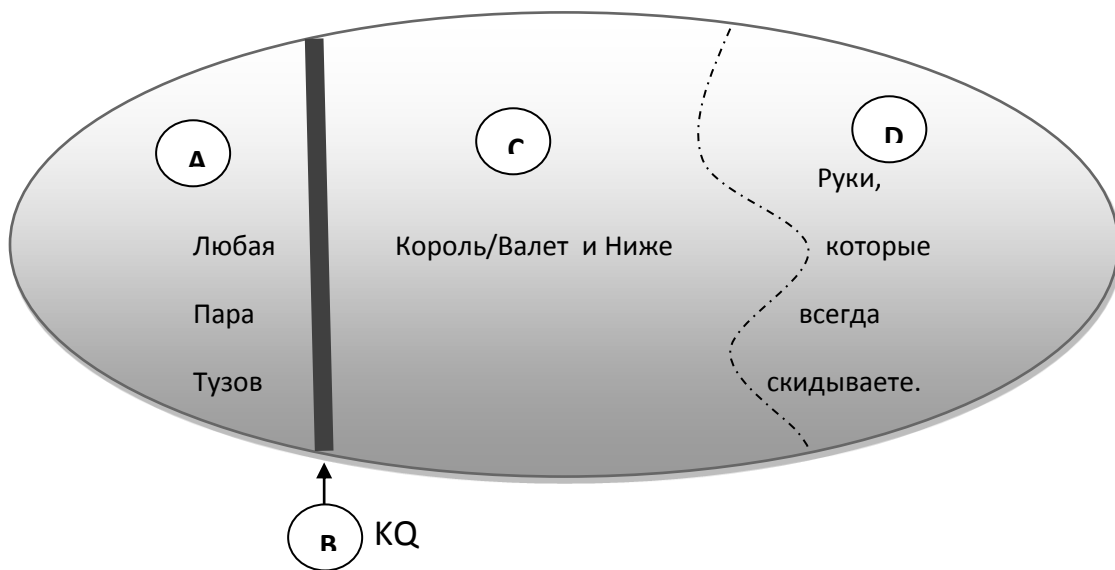 A
Любая
Пара
Тузов
C
Король/Валет и Ниже
D
Руки,
которые
всегда
скидываете.
B
KQ